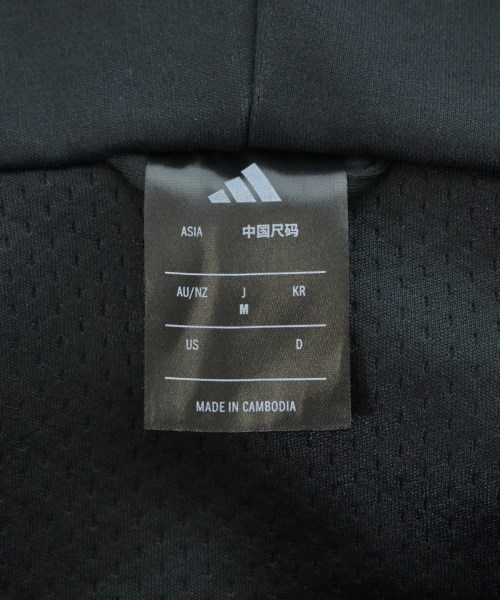 ASIA 中国尺码
AU/NZ J KR
M
US D
MADE IN CAMBODIA